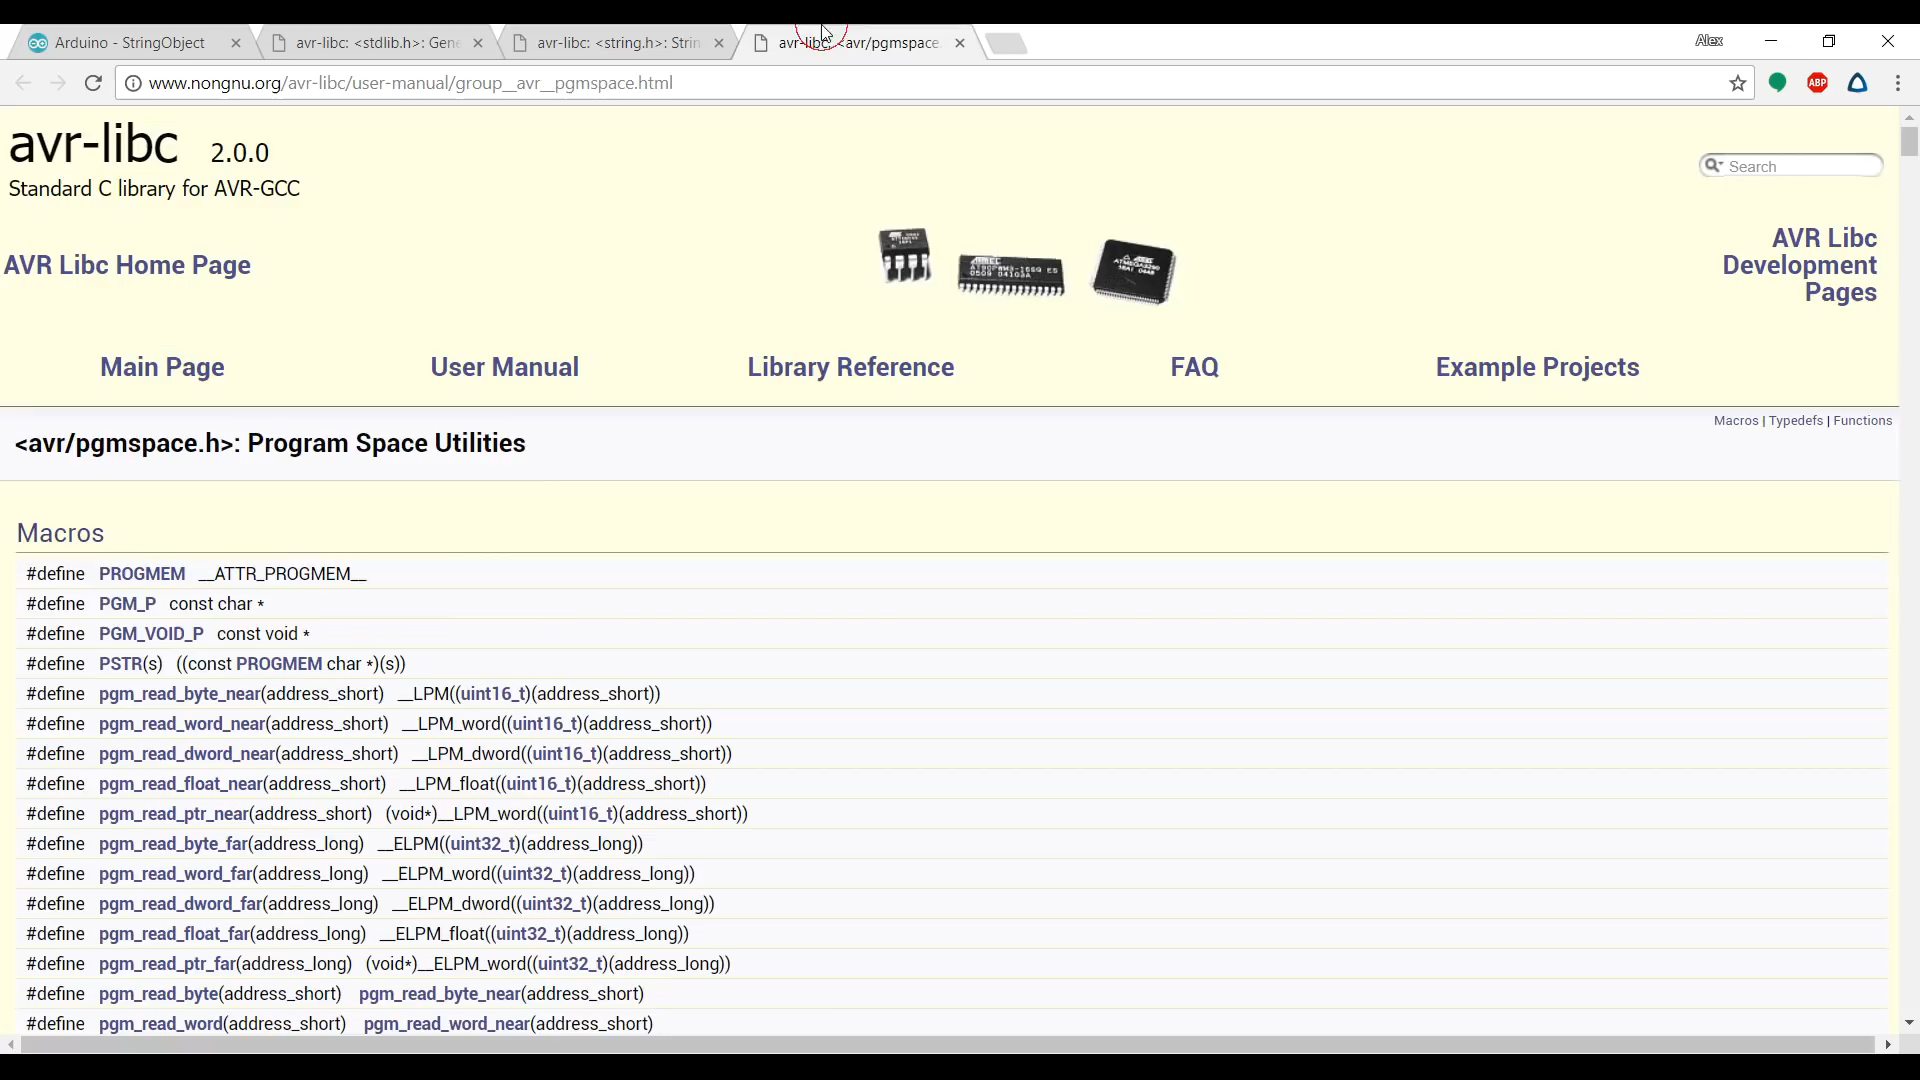 Arduino - StringObject
avr-libc: <stdlib.h>: Gene
avr-libc: <string.h>: Strin
avr-libc: <avr/pgmspace.
Alex
www.nongnu.org/avr-libc/user-manual/group__avr__pgmspace.html
ABP
avr-libc 2.0.0
Standard C library for AVR-GCC
Search
AVR Libc Home Page
AVR Libc
Development
Pages
Main Page User Manual Library Reference FAQ Example Projects
Macros | Typedefs | Functions
<avr/pgmspace.h>: Program Space Utilities
Macros
#define PROGMEM __ATTR_PROGMEM__
#define PGM_P const char *
#define PGM_VOID_P const void *
#define PSTR(s) ((const PROGMEM char *)(s))
#define pgm_read_byte_near(address_short) __LPM((uint16_t)(address_short))
#define pgm_read_word_near(address_short) __LPM_word((uint16_t)(address_short))
#define pgm_read_dword_near(address_short) __LPM_dword((uint16_t)(address_short))
#define pgm_read_float_near(address_short) __LPM_float((uint16_t)(address_short))
#define pgm_read_ptr_near(address_short) (void*)__LPM_word((uint16_t)(address_short))
#define pgm_read_byte_far(address_long) __ELPM((uint32_t)(address_long))
#define pgm_read_word_far(address_long) __ELPM_word((uint32_t)(address_long))
#define pgm_read_dword_far(address_long) __ELPM_dword((uint32_t)(address_long))
#define pgm_read_float_far(address_long) __ELPM_float((uint32_t)(address_long))
#define pgm_read_ptr_far(address_long) (void*)__ELPM_word((uint32_t)(address_long))
#define pgm_read_byte(address_short) pgm_read_byte_near(address_short)
#define pgm_read_word(address_short) pgm_read_word_near(address_short)